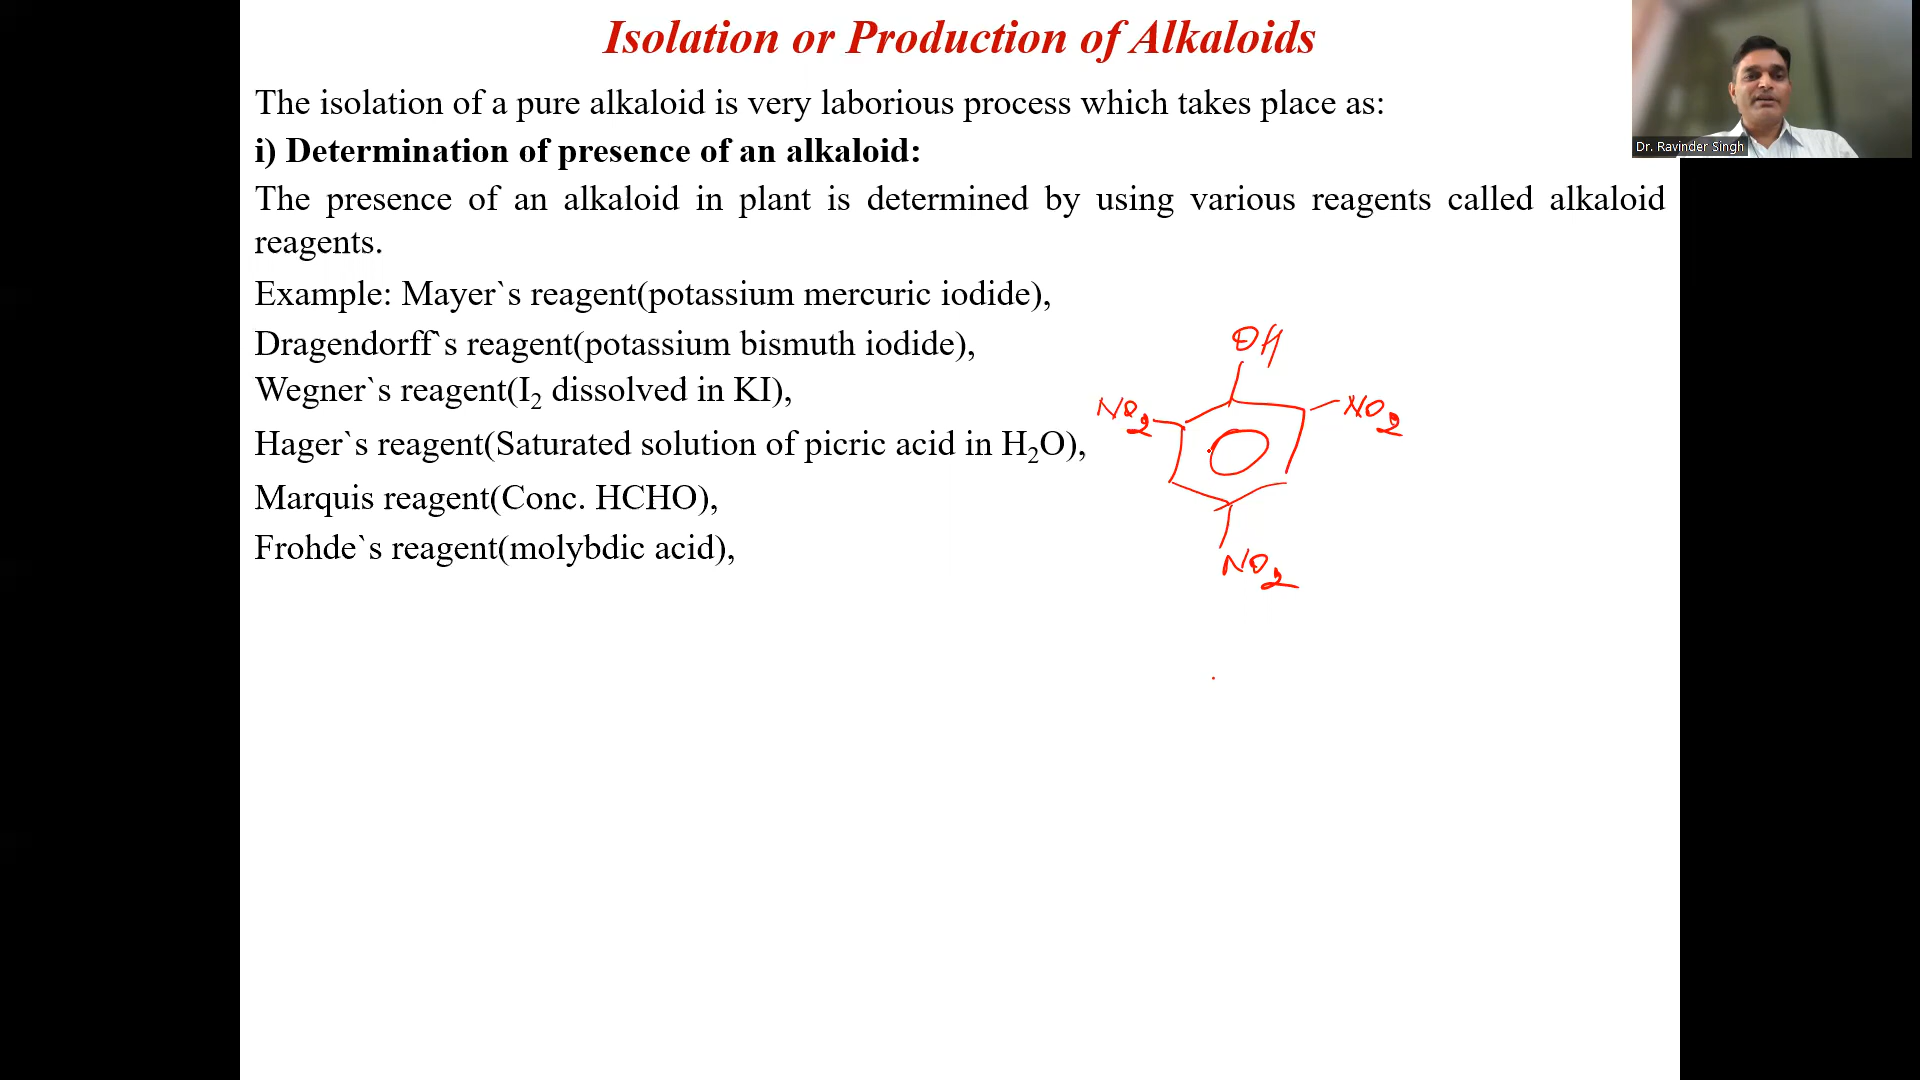 Isolation or Production of Alkaloids
Dr. Ravinder Singh
The isolation of a pure alkaloid is very laborious process which takes place as:
i) Determination of presence of an alkaloid:
The presence of an alkaloid in plant is determined by using various reagents called alkaloid
reagents.
Example: Mayer`s reagent(potassium mercuric iodide),
Dragendorff`s reagent(potassium bismuth iodide),
Wegner`s reagent(I₂ dissolved in KI),
Hager`s reagent(Saturated solution of picric acid in H₂O),
Marquis reagent(Conc. HCHO),
Frohde`s reagent(molybdic acid),
OH
NO₂ NO₂
NO₂